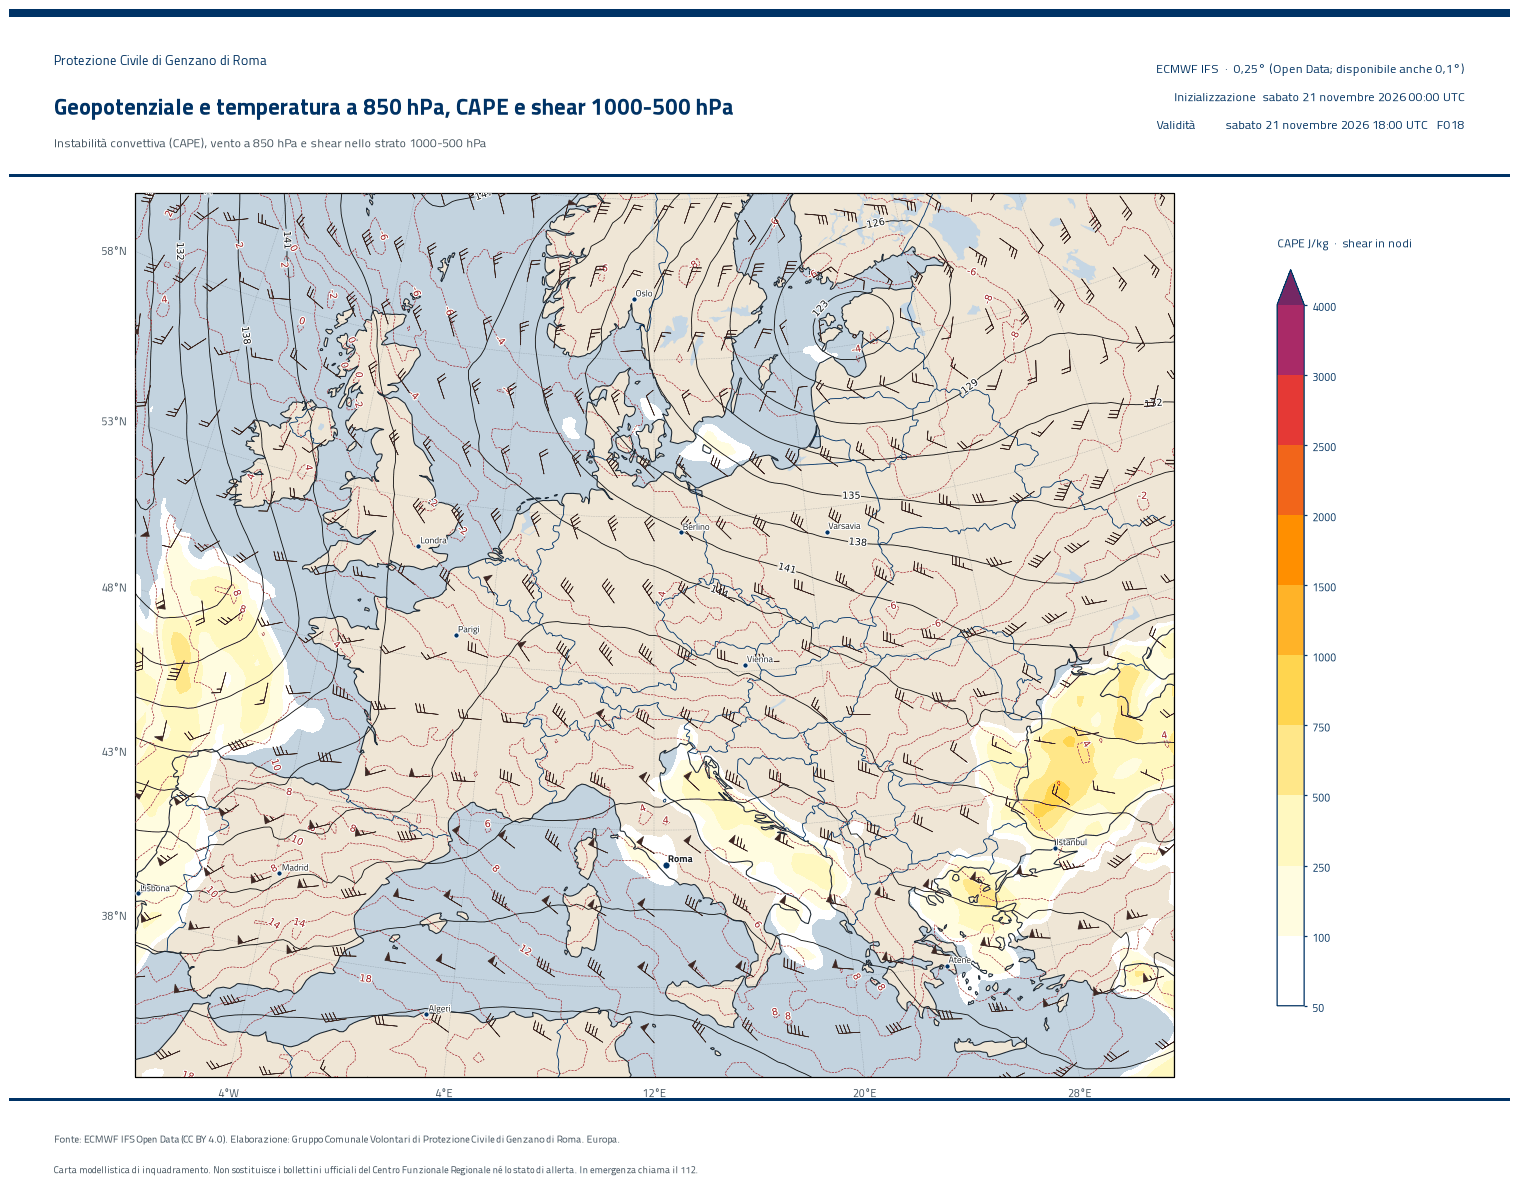 Protezione Civile di Genzano di Roma
Geopotenziale e temperatura a 850 hPa, CAPE e shear 1000-500 hPa
Instabilità convettiva (CAPE), vento a 850 hPa e shear nello strato 1000-500 hPa
ECMWF IFS · 0,25° (Open Data; disponibile anche 0,1°)
Inizializzazione sabato 21 novembre 2026 00:00 UTC
Validità sabato 21 novembre 2026 18:00 UTC F018
CAPE J/kg · shear in nodi
4000
3000
2500
2000
1500
1000
750
500
250
100
50
58°N
53°N
48°N
43°N
38°N
4°W
4°E
12°E
20°E
28°E
Oslo
Londra
Berlino
Varsavia
Parigi
Vienna
Roma
Madrid
Lisbona
Istanbul
Atene
Algeri
126
123
129
132
132
138
141
135
138
141
Fonte: ECMWF IFS Open Data (CC BY 4.0). Elaborazione: Gruppo Comunale Volontari di Protezione Civile di Genzano di Roma. Europa.
Carta modellistica di inquadramento. Non sostituisce i bollettini ufficiali del Centro Funzionale Regionale né lo stato di allerta. In emergenza chiama il 112.